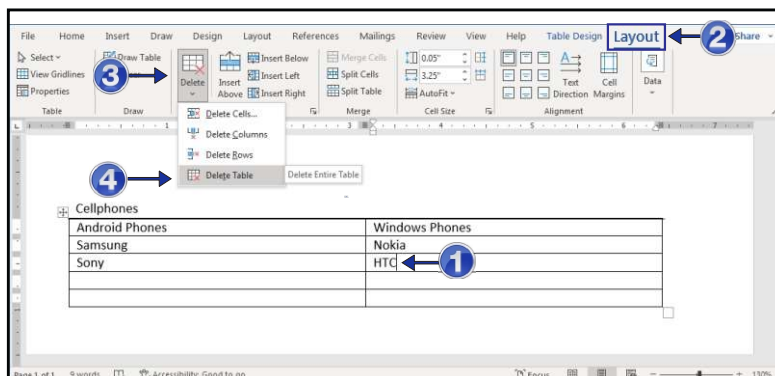 File Home Insert Draw Design Layout References Mailings Review View Help Table Design Layout 2 Share
Select Draw Table Insert Below Merge Cells 0.05"
View Gridlines 3 Delete Insert Above Insert Left Split Cells 3.25" Text Direction Cell Margins Data
Properties Insert Right Split Table AutoFit
Table Draw Merge Cell Size Alignment
Delete Cells...
Delete Columns
Delete Rows
4 Delete Table Delete Entire Table
Cellphones
Android Phones Windows Phones
Samsung Nokia
Sony HTC 1
Page 1 of 1 9 words Accessibility: Good to go Focus 130%